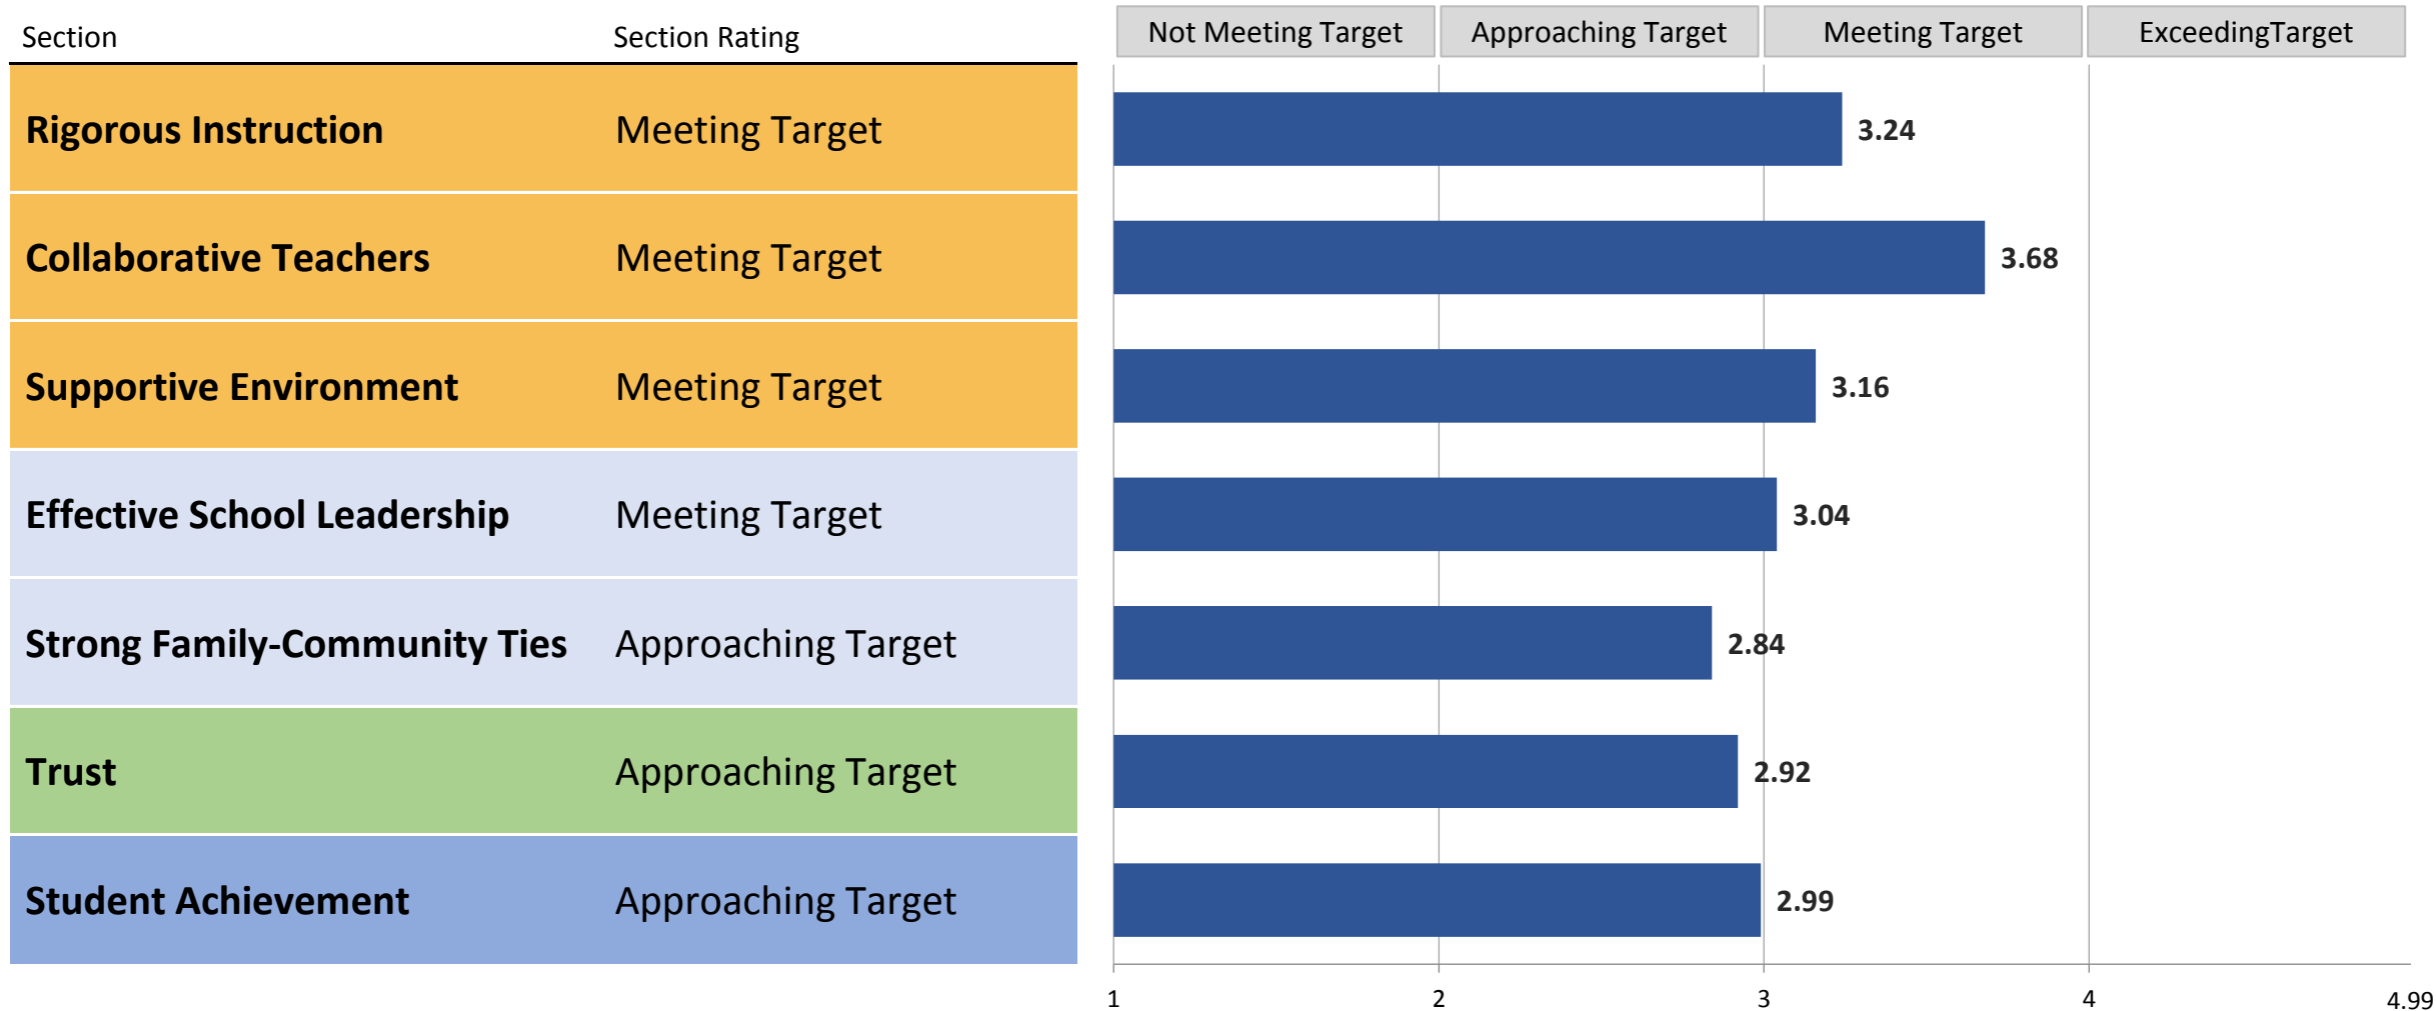 Section Section Rating Not Meeting Target Approaching Target Meeting Target ExceedingTarget
Rigorous Instruction Meeting Target 3.24
Collaborative Teachers Meeting Target 3.68
Supportive Environment Meeting Target 3.16
Effective School Leadership Meeting Target 3.04
Strong Family-Community Ties Approaching Target 2.84
Trust Approaching Target 2.92
Student Achievement Approaching Target 2.99
1 2 3 4 4.99